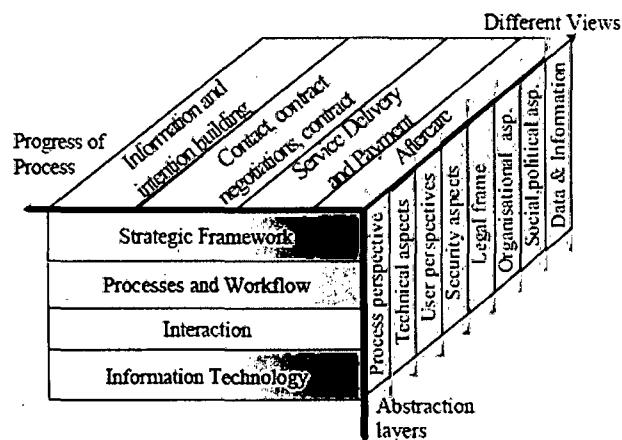 Different Views
Progress of
Process
Information and
intention building
Contact, contract
negotiations, contract
Service Delivery
and Payment
Aftercare
Strategic Framework
Processes and Workflow
Interaction
Information Technology
Process perspective
Technical aspects
User perspectives
Security aspects
Legal frame
Organisational asp.
Social.political asp.
Data & Information
Abstraction
layers